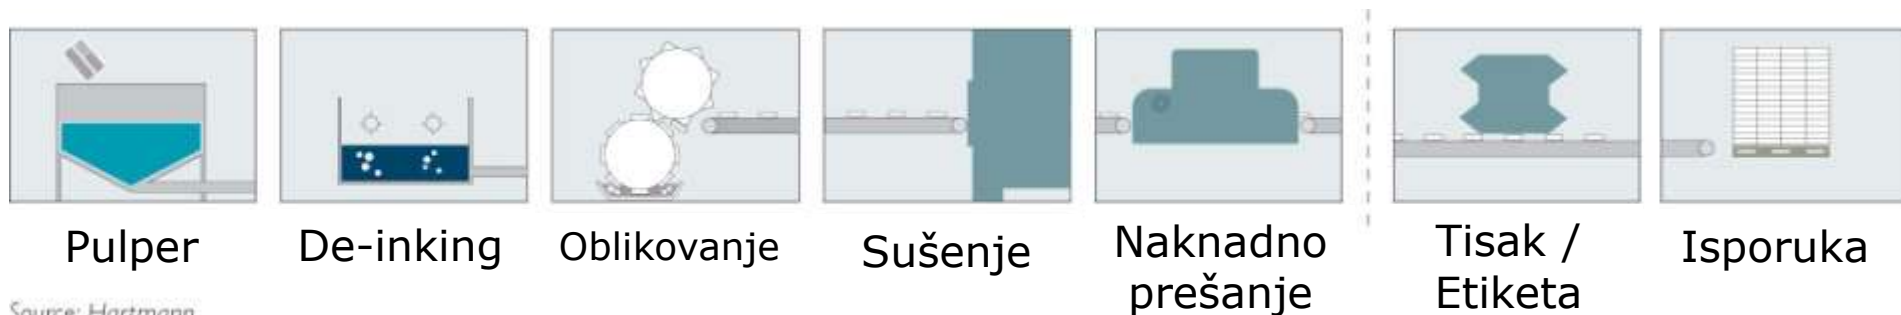 Pulper
De-inking
Oblikovanje
Sušenje
Naknadno
prešanje
Tisak /
Etiketa
Isporuka
Source: Hartmann